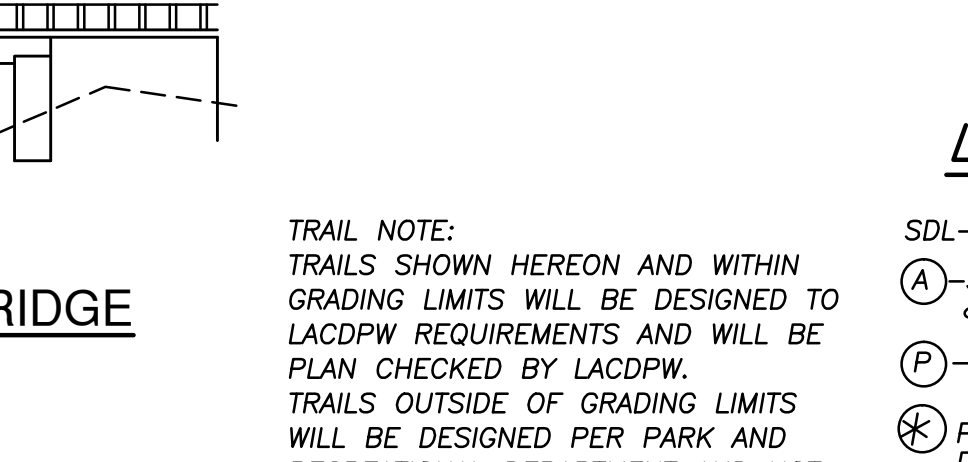 RIDGE
TRAIL NOTE:
TRAILS SHOWN HEREON AND WITHIN
GRADING LIMITS WILL BE DESIGNED TO
LACDPW REQUIREMENTS AND WILL BE
PLAN CHECKED BY LACDPW.
TRAILS OUTSIDE OF GRADING LIMITS
WILL BE DESIGNED PER PARK AND
L
SDL-
A
P